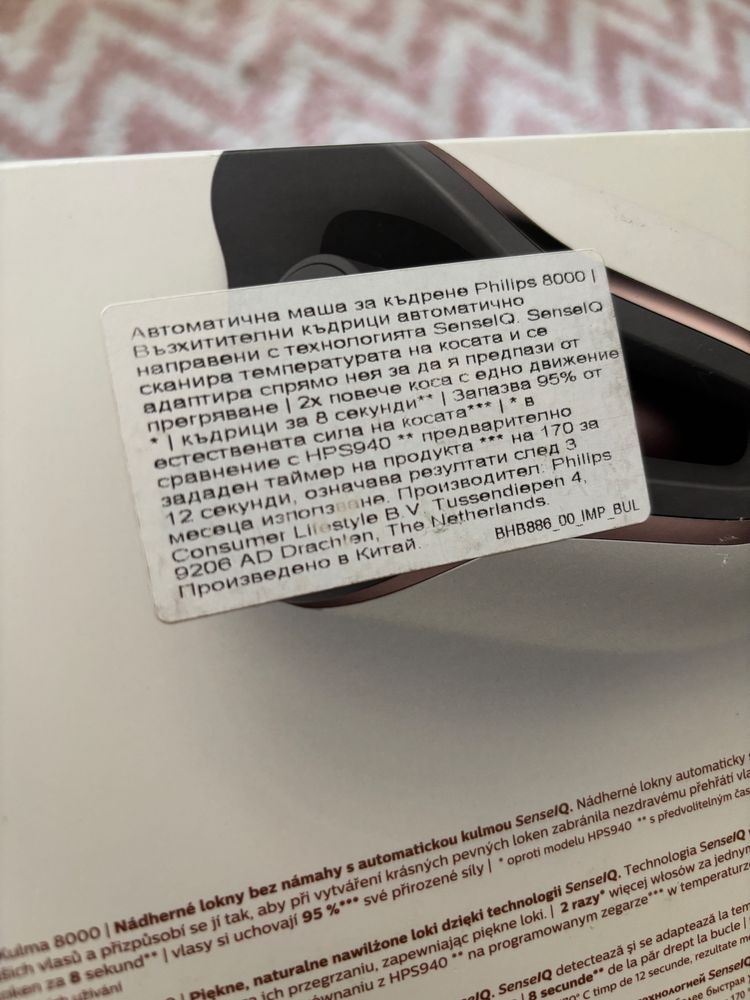 Автоматична маша за къдрене Philips 8000 |
Възхитителни къдрици автоматично
направени с технологията SenseIQ. SenseIQ
сканира температурата на косата и се
адаптира спрямо нея за да я предпази от
прегряване | 2x повече коса с едно движение
* | къдрици за 8 секунди** | Запазва 95% от
естествената сила на косата*** | * в
сравнение с HPS940 ** предварително
зададен таймер на продукта *** на 170 за
12 секунди, означава резултати след 3
месеца използване. Производител: Philips
Consumer Lifestyle B.V. Tussendiepen 4,
9206 AD Drachten, The Netherlands.
Произведено в Китай.
BHB886_00_IMP_BUL
Kulma 8000 | Nádherné lokny bez námahy s automatickou kulmou SenseIQ. Nádherné lokny automaticky
vašich vlasů a přizpůsobí se jí tak, aby při vytváření krásných pevných loken zabránila nezdravému přehřátí
za 8 sekund** | vlasy si uchovají 95 %*** své přirozené síly | * oproti modelu HPS940 ** s předvolitelným
užívání
| Piękne, naturalne nawilżone loki dzięki technologii SenseIQ. Technologia SenseIQ
ich przegrzaniu, zapewniając piękne loki. | 2 razy* więcej włosów za jednym
HPS940 ** na programowanym zegarze*** w
SenseIQ. SenseIQ detectează şi se adaptează la
8 secunde** de la păr drept la bucle |
C timp de 12 secunde, rezultate
SenseIQ.
быстрая